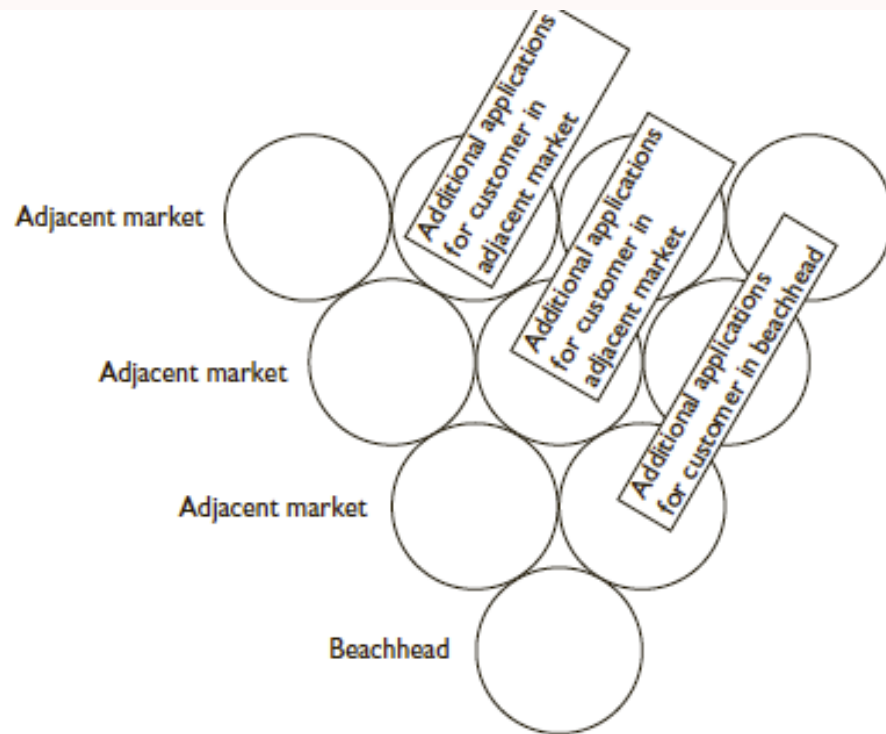 Additional applications
for customer in
adjacent market
Additional applications
for customer in
adjacent market
Adjacent market
Additional applications
for customer in beachhead
Adjacent market
Adjacent market
Beachhead